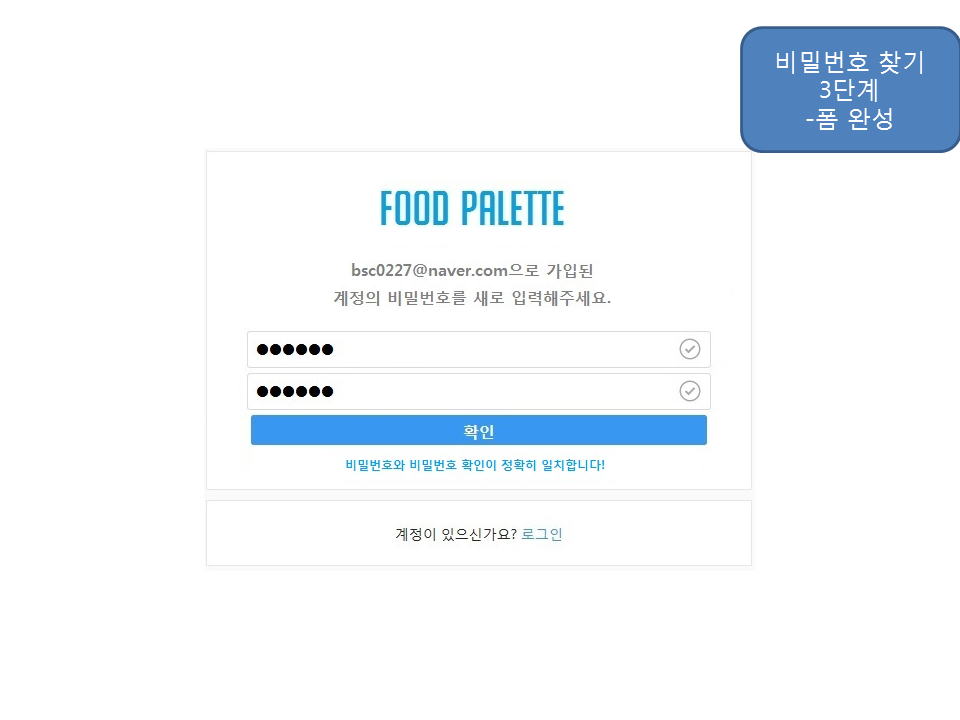 비밀번호 찾기
3단계
-폼 완성
FOOD PALETTE
bsc0227@naver.com으로 가입된
계정의 비밀번호를 새로 입력해주세요.
●●●●●●
●●●●●●
확인
비밀번호와 비밀번호 확인이 정확히 일치합니다!
계정이 있으신가요? 로그인